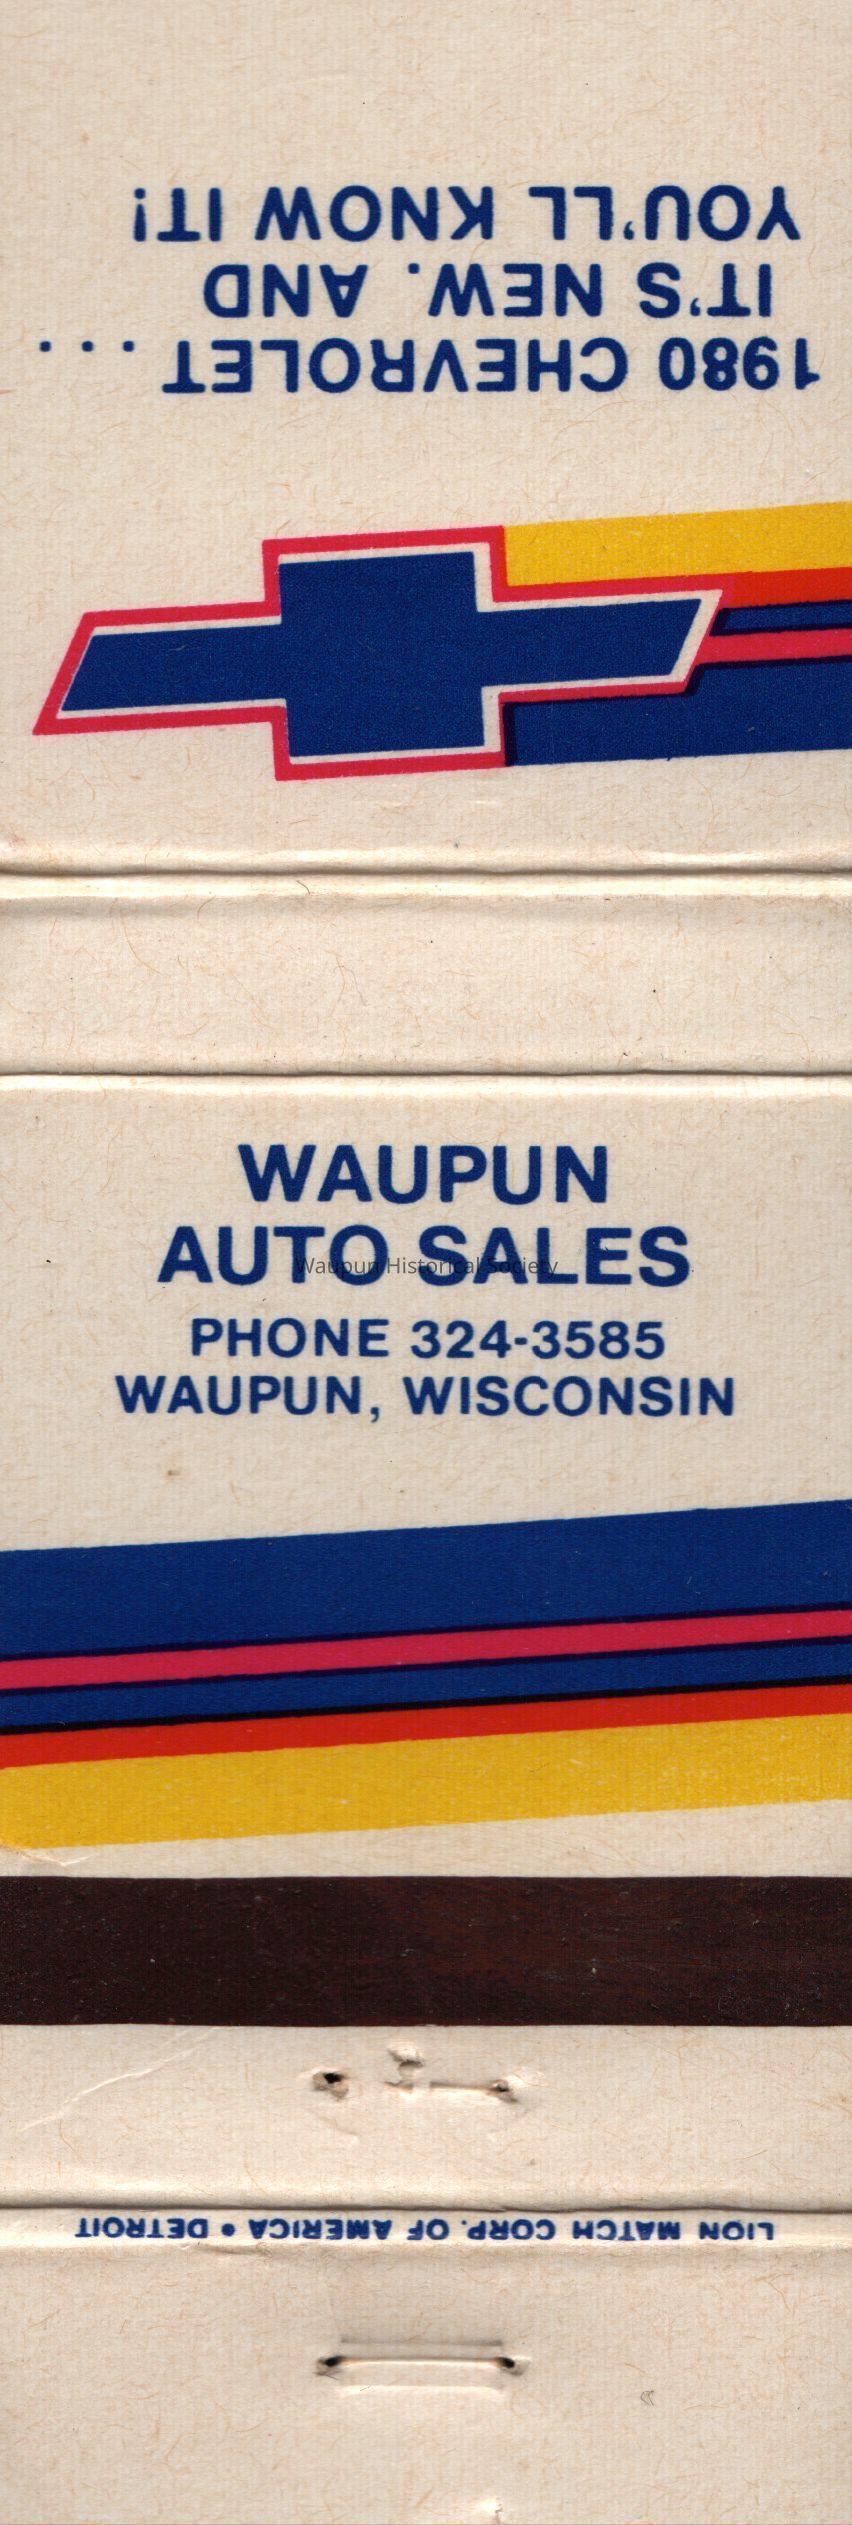 1980 CHEVROLET ...
IT'S NEW. AND
YOU'LL KNOW IT!
WAUPUN
AUTO SALES
Waupun Historical Society
PHONE 324-3585
WAUPUN, WISCONSIN
LION MATCH CORP. OF AMERICA • DETROIT